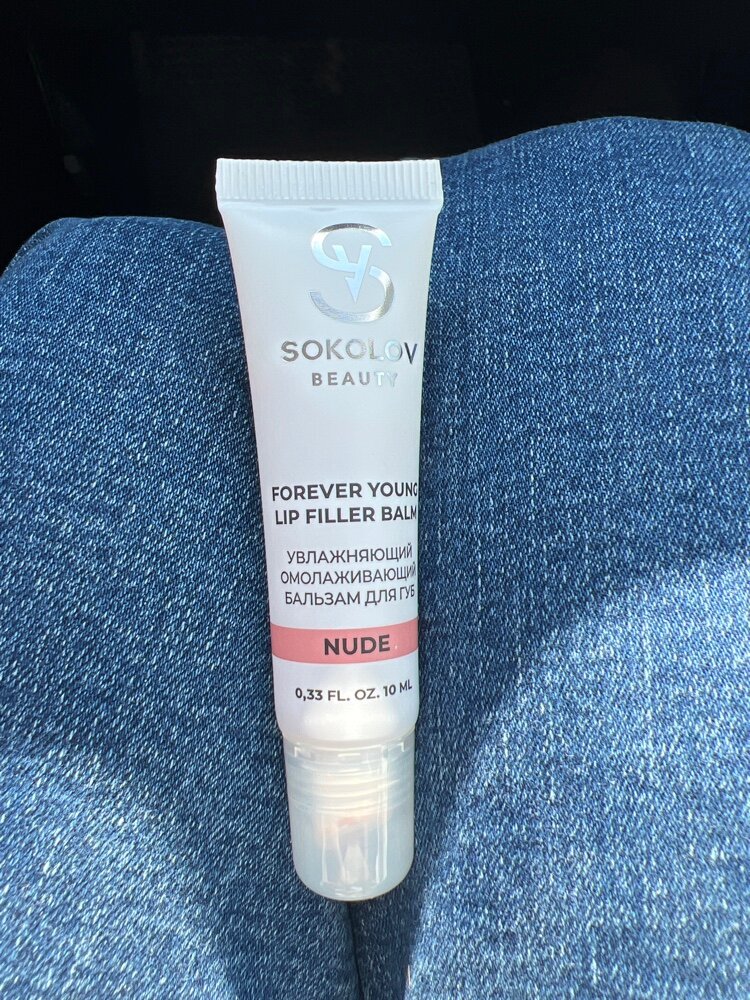 SOKOLOV
BEAUTY
FOREVER YOUNG
LIP FILLER BALM
УВЛАЖНЯЮЩИЙ
ОМОЛАЖИВАЮЩИЙ
БАЛЬЗАМ ДЛЯ ГУБ
NUDE
0,33 FL. OZ. 10 ML